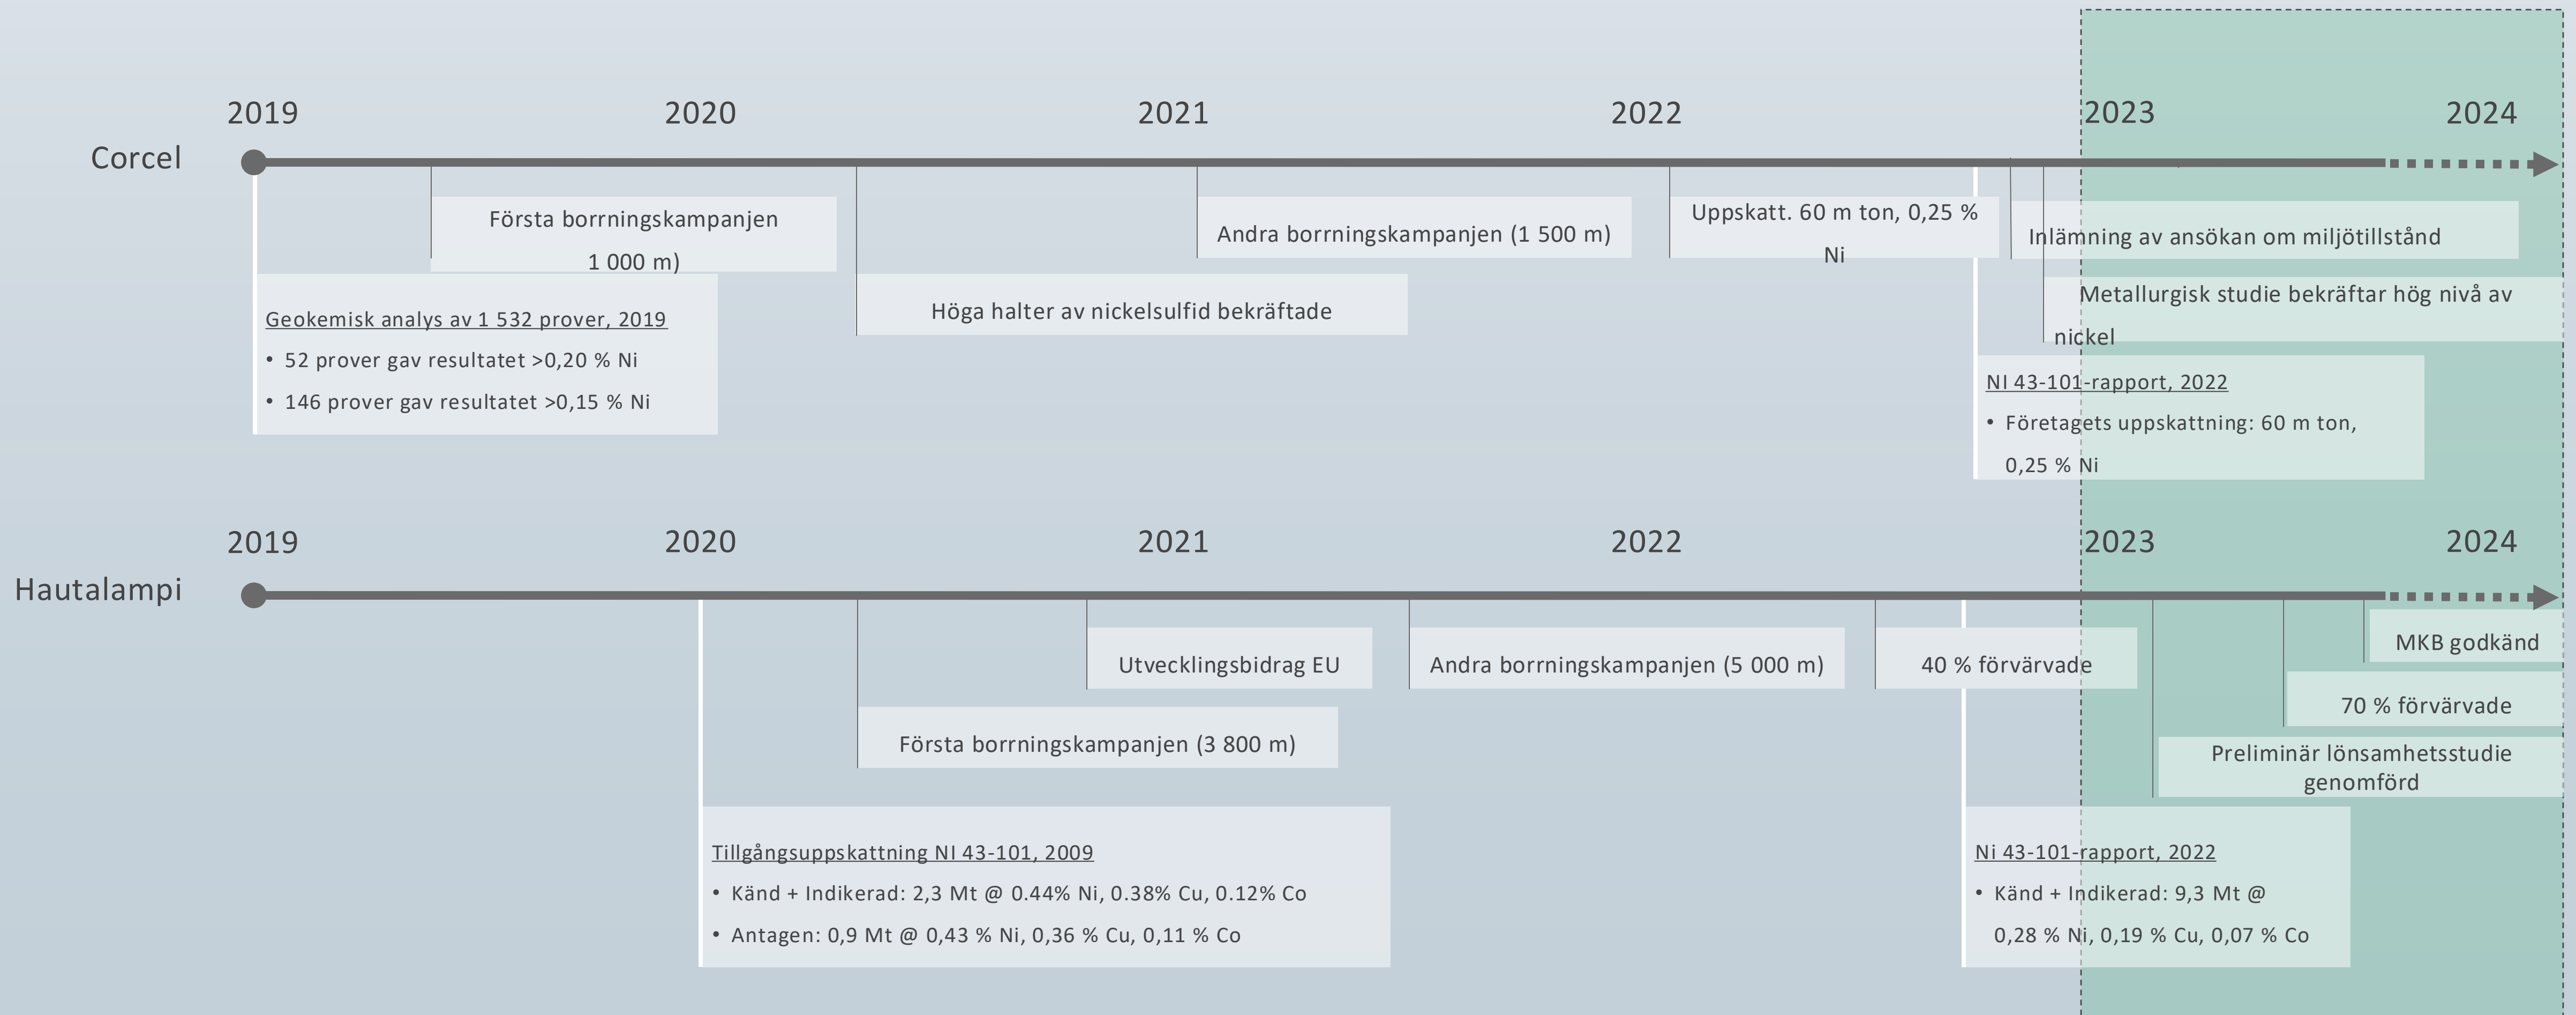 2019 2020 2021 2022 2023 2024
Corcel
Första borrningskampanjen
1 000 m)
Andra borrningskampanjen (1 500 m)
Uppskatt. 60 m ton, 0,25 %
Ni
Inlämning av ansökan om miljötillstånd
Höga halter av nickelsulfid bekräftade
Metallurgisk studie bekräftar hög nivå av
nickel
Geokemisk analys av 1 532 prover, 2019
• 52 prover gav resultatet >0,20 % Ni
• 146 prover gav resultatet >0,15 % Ni
NI 43-101-rapport, 2022
• Företagets uppskattning: 60 m ton,
0,25 % Ni
2019 2020 2021 2022 2023 2024
Hautalampi
Utvecklingsbidrag EU
Andra borrningskampanjen (5 000 m)
40 % förvärvade
MKB godkänd
70 % förvärvade
Första borrningskampanjen (3 800 m)
Preliminär lönsamhetsstudie
genomförd
Tillgångsuppskattning NI 43-101, 2009
• Känd + Indikerad: 2,3 Mt @ 0.44% Ni, 0.38% Cu, 0.12% Co
• Antagen: 0,9 Mt @ 0,43 % Ni, 0,36 % Cu, 0,11 % Co
Ni 43-101-rapport, 2022
• Känd + Indikerad: 9,3 Mt @
0,28 % Ni, 0,19 % Cu, 0,07 % Co